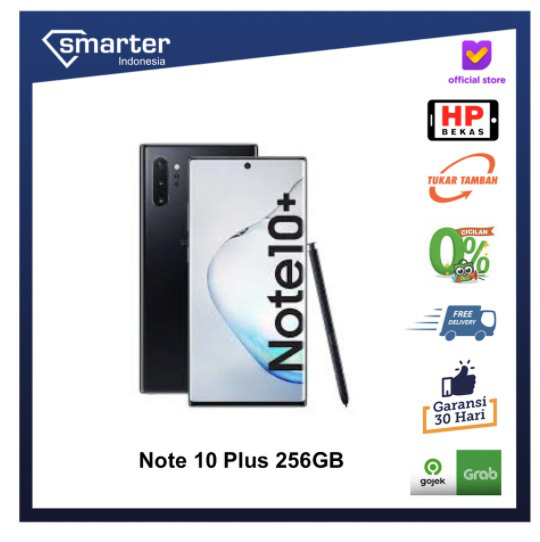 smarter
Indonesia
official store
HP
BEKAS
TUKAR TAMBAH
CICILAN
0%
FREE
DELIVERY
Note10+
Garansi
30 Hari
Note 10 Plus 256GB
gojek
Grab